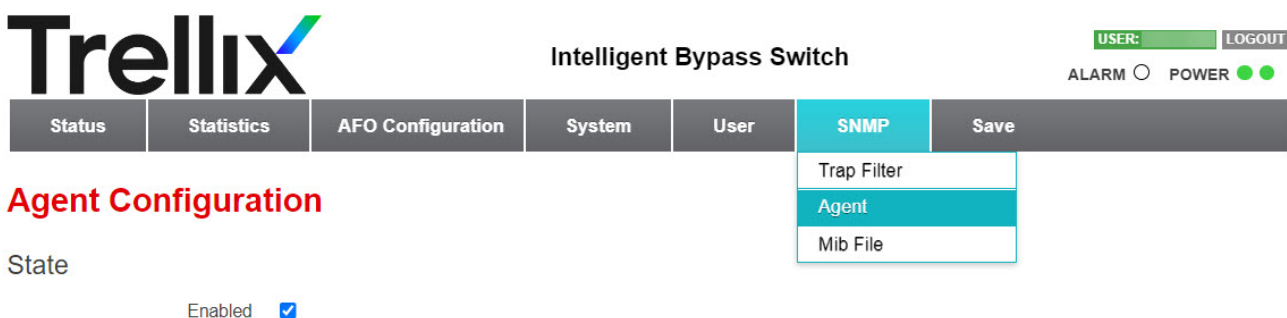 Trellix
Intelligent Bypass Switch
USER:
LOGOUT
ALARM POWER
Status Statistics AFO Configuration System User SNMP Save
Trap Filter
Agent
Mib File
Agent Configuration
State
Enabled